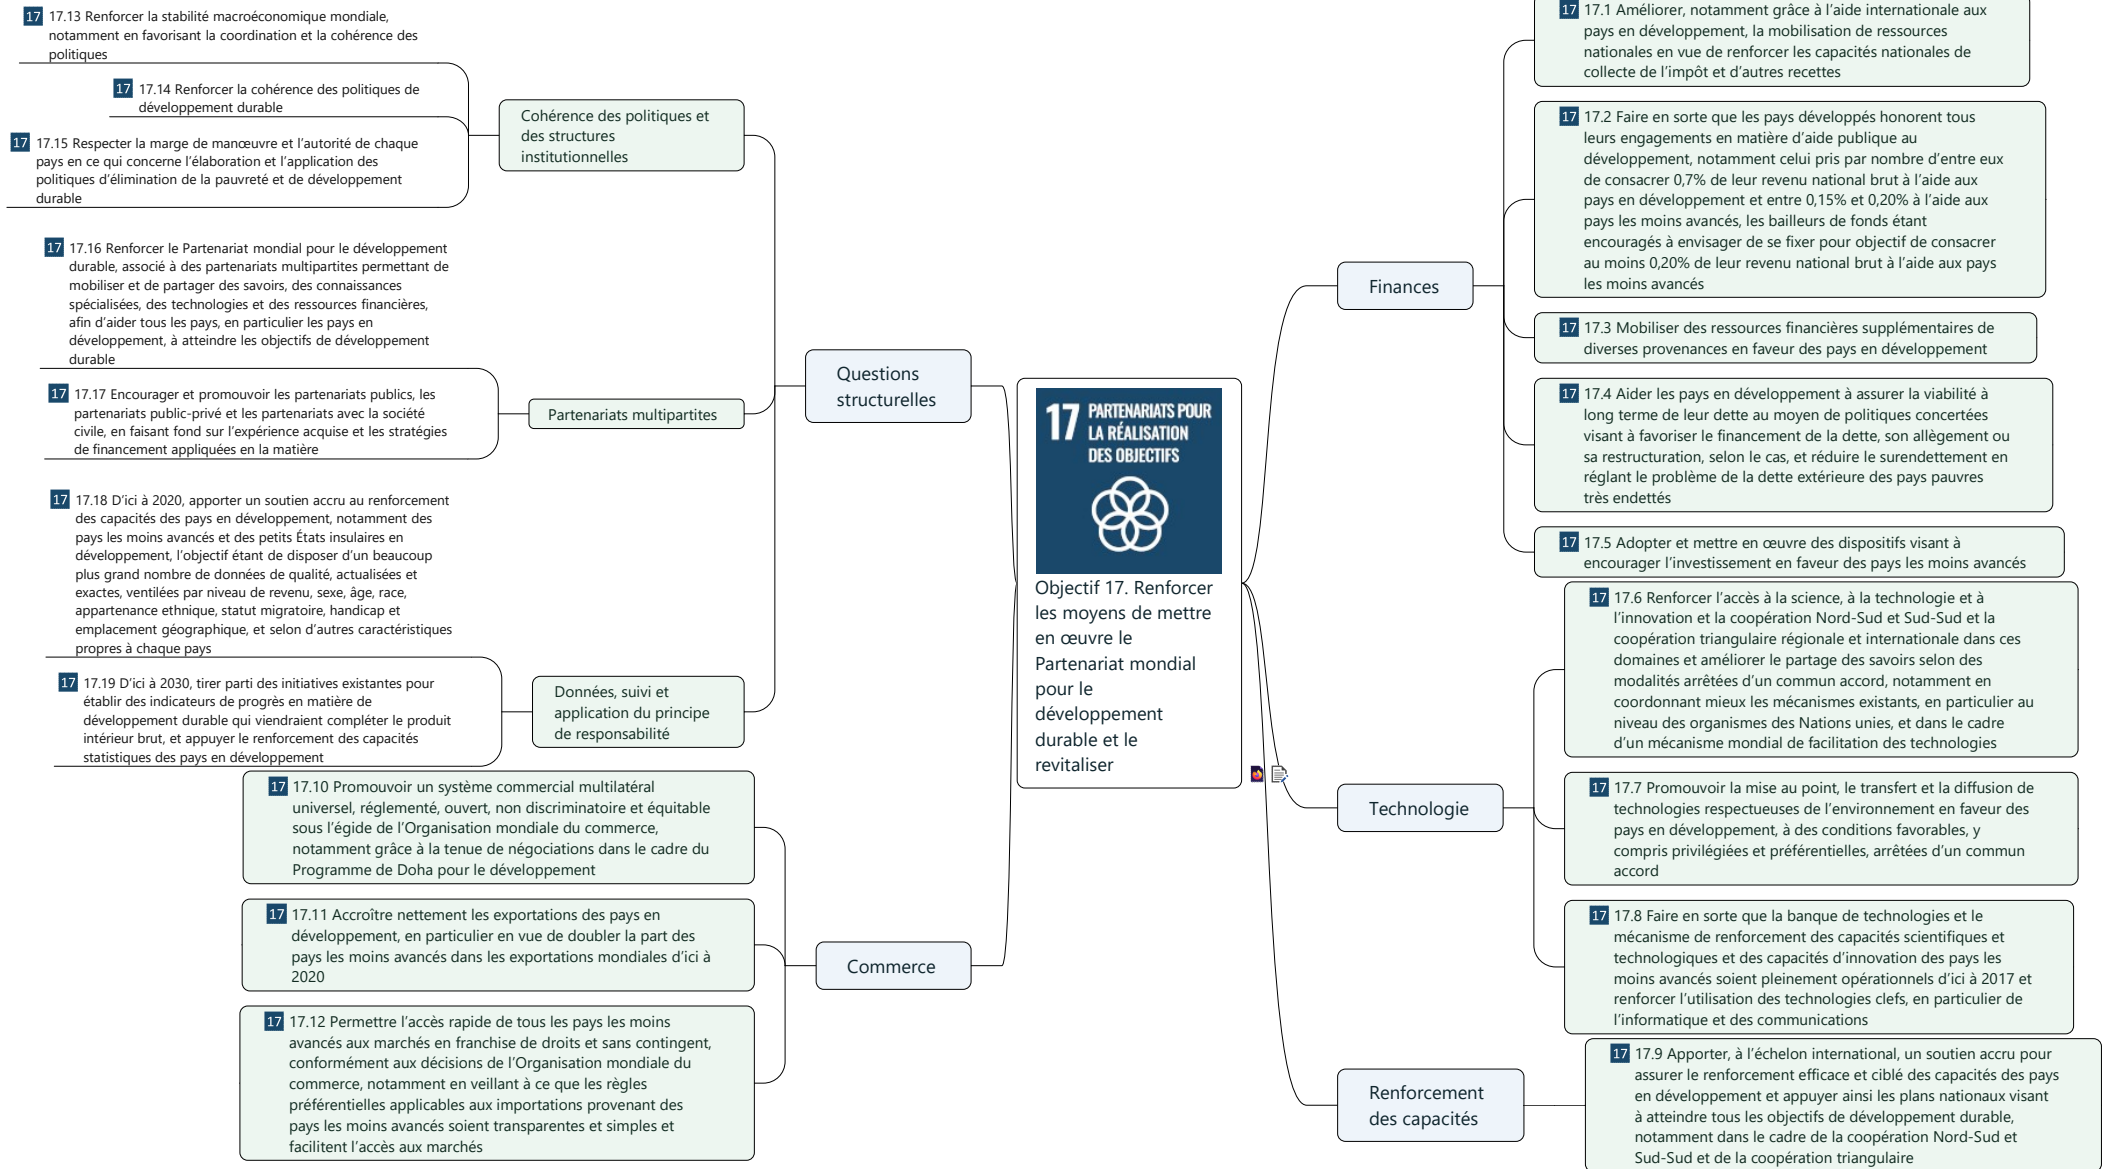 17 17.13 Renforcer la stabilité macroéconomique mondiale,
notamment en favorisant la coordination et la cohérence des
politiques
17 17.14 Renforcer la cohérence des politiques de
développement durable
17 17.15 Respecter la marge de manœuvre et l'autorité de chaque
pays en ce qui concerne l'élaboration et l'application des
politiques d'élimination de la pauvreté et de développement
durable
Cohérence des politiques et
des structures
institutionnelles
17 17.16 Renforcer le Partenariat mondial pour le développement
durable, associé à des partenariats multipartites permettant de
mobiliser et de partager des savoirs, des connaissances
spécialisées, des technologies et des ressources financières,
afin d'aider tous les pays, en particulier les pays en
développement, à atteindre les objectifs de développement
durable
17 17.17 Encourager et promouvoir les partenariats publics, les
partenariats public-privé et les partenariats avec la société
civile, en faisant fond sur l'expérience acquise et les stratégies
de financement appliquées en la matière
Partenariats multipartites
17 17.18 D'ici à 2020, apporter un soutien accru au renforcement
des capacités des pays en développement, notamment des
pays les moins avancés et des petits États insulaires en
développement, l'objectif étant de disposer d'un beaucoup
plus grand nombre de données de qualité, actualisées et
exactes, ventilées par niveau de revenu, sexe, âge, race,
appartenance ethnique, statut migratoire, handicap et
emplacement géographique, et selon d'autres caractéristiques
propres à chaque pays
17 17.19 D'ici à 2030, tirer parti des initiatives existantes pour
établir des indicateurs de progrès en matière de
développement durable qui viendraient compléter le produit
intérieur brut, et appuyer le renforcement des capacités
statistiques des pays en développement
Données, suivi et
application du principe
de responsabilité
Questions
structurelles
17 17.10 Promouvoir un système commercial multilatéral
universel, réglementé, ouvert, non discriminatoire et équitable
sous l'égide de l'Organisation mondiale du commerce,
notamment grâce à la tenue de négociations dans le cadre du
Programme de Doha pour le développement
17 17.11 Accroître nettement les exportations des pays en
développement, en particulier en vue de doubler la part des
pays les moins avancés dans les exportations mondiales d'ici à
2020
17 17.12 Permettre l'accès rapide de tous les pays les moins
avancés aux marchés en franchise de droits et sans contingent,
conformément aux décisions de l'Organisation mondiale du
commerce, notamment en veillant à ce que les règles
préférentielles applicables aux importations provenant des
pays les moins avancés soient transparentes et simples et
facilitent l'accès aux marchés
Commerce
17 PARTENARIATS POUR
LA RÉALISATION
DES OBJECTIFS
Objectif 17. Renforcer
les moyens de mettre
en œuvre le
Partenariat mondial
pour le
développement
durable et le
revitaliser
Finances
17 17.1 Améliorer, notamment grâce à l'aide internationale aux
pays en développement, la mobilisation de ressources
nationales en vue de renforcer les capacités nationales de
collecte de l'impôt et d'autres recettes
17 17.2 Faire en sorte que les pays développés honorent tous
leurs engagements en matière d'aide publique au
développement, notamment celui pris par nombre d'entre eux
de consacrer 0,7% de leur revenu national brut à l'aide aux
pays en développement et entre 0,15% et 0,20% à l'aide aux
pays les moins avancés, les bailleurs de fonds étant
encouragés à envisager de se fixer pour objectif de consacrer
au moins 0,20% de leur revenu national brut à l'aide aux pays
les moins avancés
17 17.3 Mobiliser des ressources financières supplémentaires de
diverses provenances en faveur des pays en développement
17 17.4 Aider les pays en développement à assurer la viabilité à
long terme de leur dette au moyen de politiques concertées
visant à favoriser le financement de la dette, son allègement ou
sa restructuration, selon le cas, et réduire le surendettement en
réglant le problème de la dette extérieure des pays pauvres
très endettés
17 17.5 Adopter et mettre en œuvre des dispositifs visant à
encourager l'investissement en faveur des pays les moins avancés
Technologie
17 17.6 Renforcer l'accès à la science, à la technologie et à
l'innovation et la coopération Nord-Sud et Sud-Sud et la
coopération triangulaire régionale et internationale dans ces
domaines et améliorer le partage des savoirs selon des
modalités arrêtées d'un commun accord, notamment en
coordonnant mieux les mécanismes existants, en particulier au
niveau des organismes des Nations unies, et dans le cadre
d'un mécanisme mondial de facilitation des technologies
17 17.7 Promouvoir la mise au point, le transfert et la diffusion de
technologies respectueuses de l'environnement en faveur des
pays en développement, à des conditions favorables, y
compris privilégiées et préférentielles, arrêtées d'un commun
accord
17 17.8 Faire en sorte que la banque de technologies et le
mécanisme de renforcement des capacités scientifiques et
technologiques et des capacités d'innovation des pays les
moins avancés soient pleinement opérationnels d'ici à 2017 et
renforcer l'utilisation des technologies clefs, en particulier de
l'informatique et des communications
Renforcement
des capacités
17 17.9 Apporter, à l'échelon international, un soutien accru pour
assurer le renforcement efficace et ciblé des capacités des pays
en développement et appuyer ainsi les plans nationaux visant
à atteindre tous les objectifs de développement durable,
notamment dans le cadre de la coopération Nord-Sud et
Sud-Sud et de la coopération triangulaire